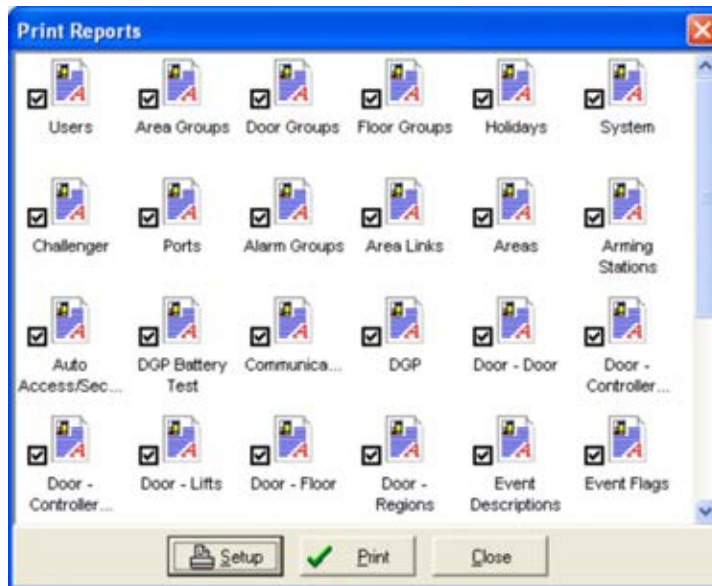 Print Reports
Users
Area Groups
Door Groups
Floor Groups
Holidays
System
Challenger
Ports
Alarm Groups
Area Links
Areas
Arming
Stations
Auto
Access/Sec...
DGP Battery
Test
Communica...
DGP
Door - Door
Door -
Controller...
Door -
Controller...
Door - Lifts
Door - Floor
Door -
Regions
Event
Descriptions
Event Flags
Setup
Print
Close